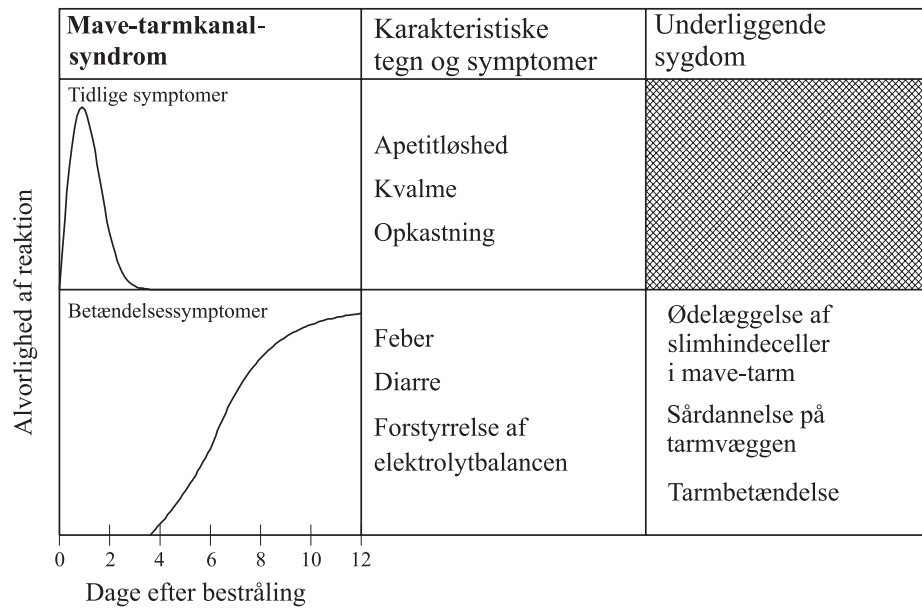 Mave-tarmkanal-
syndrom
Karakteristiske
tegn og symptomer
Underliggende
sygdom
Tidlige symptomer
Apetitløshed
Kvalme
Opkastning
Alvorlighed af reaktion
Betændelsessymptomer
Feber
Diarre
Forstyrrelse af
elektrolytbalancen
Ødelæggelse af
slimhindeceller
i mave-tarm
Sårdannelse på
tarmvæggen
Tarmbetændelse
0 2 4 6 8 10 12
Dage efter bestråling